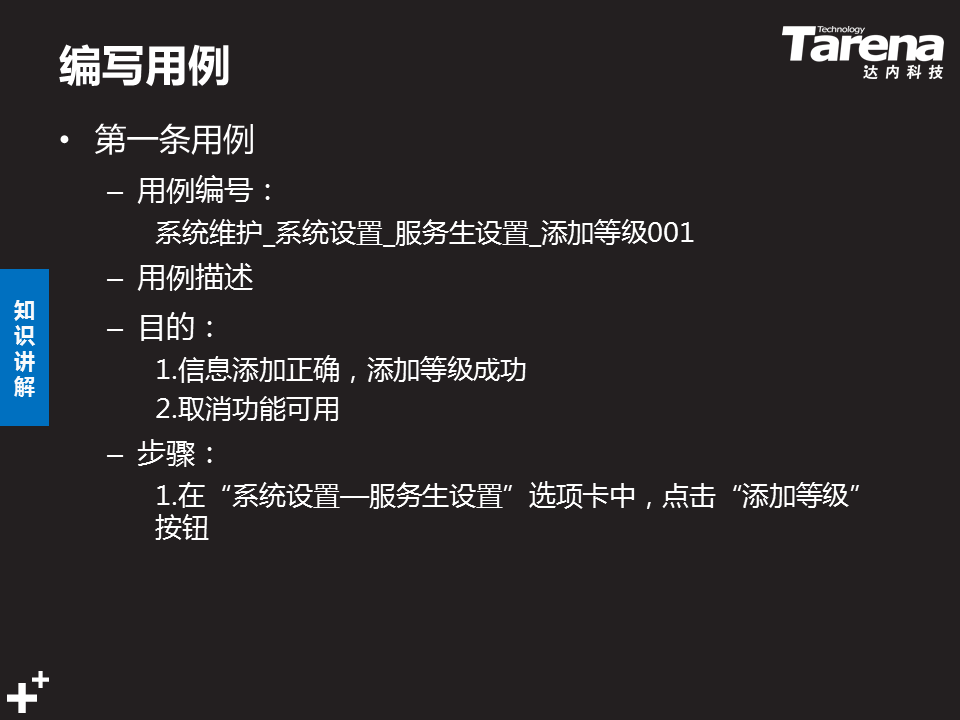 编写用例
Technology
Tarena
达内科技
• 第一条用例
– 用例编号：
系统维护_系统设置_服务生设置_添加等级001
– 用例描述
– 目的：
1.信息添加正确，添加等级成功
2.取消功能可用
– 步骤：
1.在“系统设置—服务生设置”选项卡中，点击“添加等级”
按钮
知
识
讲
解